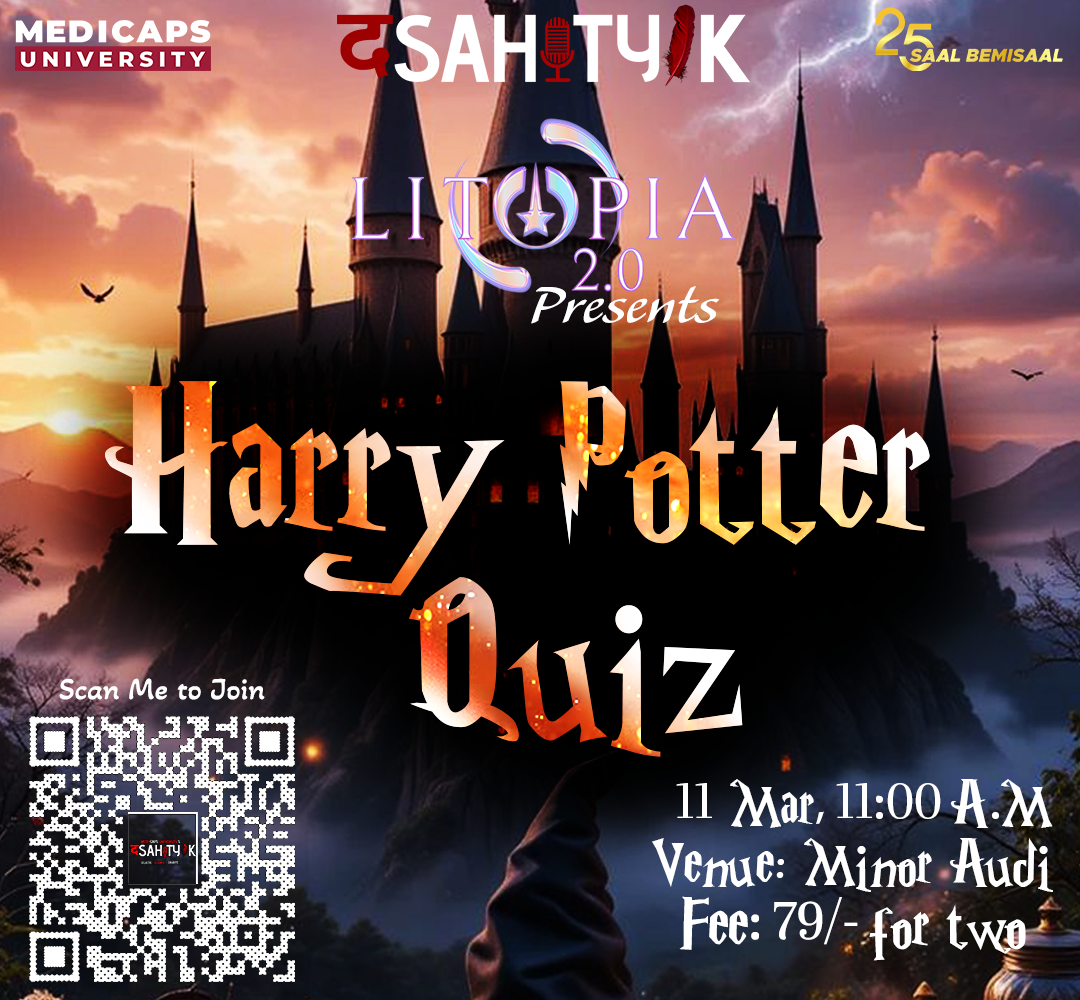 MEDICAPS
UNIVERSITY
दSAHITYIK
25 SAAL BEMISAAL
LITOPIA
2.0
Presents
Harry Potter
Quiz
Scan Me to Join
दSAHITYIK
11 Mar, 11:00 A.M
Venue: Minor Audi
Fee: 79/- for two